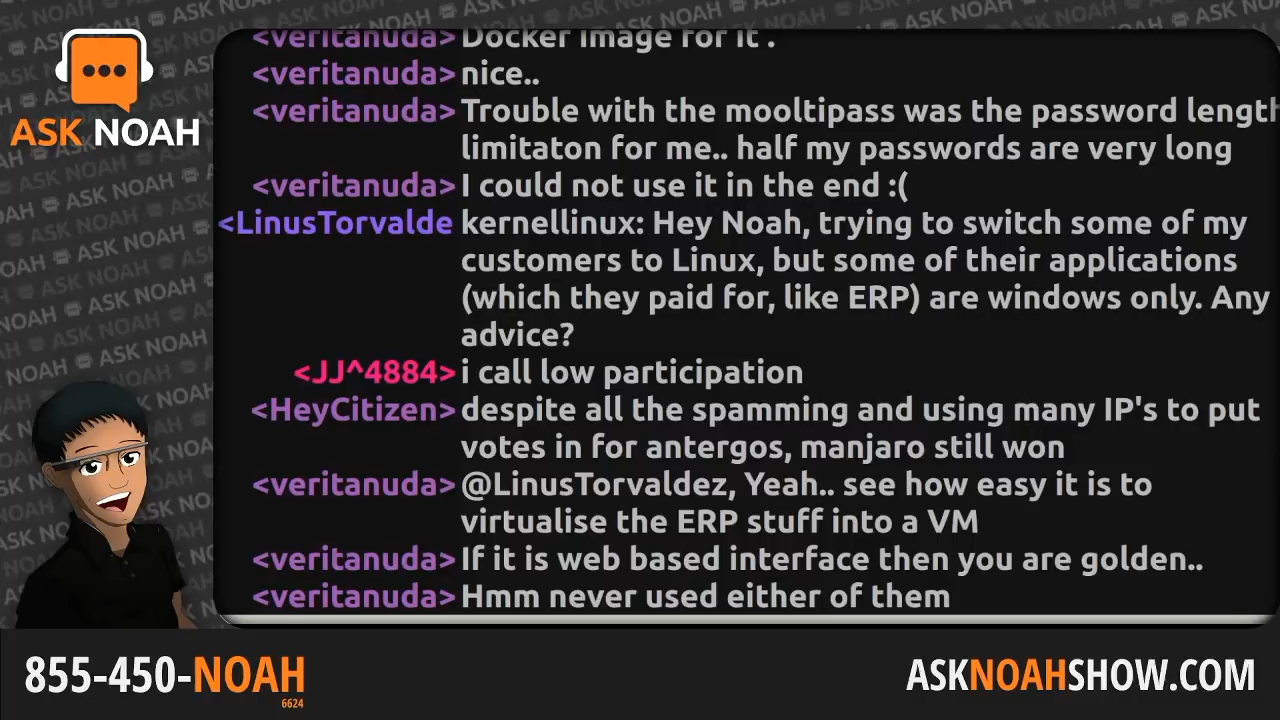 ASK NOAH
<veritanuda> Docker image for it .
<veritanuda> nice..
<veritanuda> Trouble with the mooltipass was the password length
limitaton for me.. half my passwords are very long
<veritanuda> I could not use it in the end :(
<LinusTorvalde kernellinux: Hey Noah, trying to switch some of my
customers to Linux, but some of their applications
(which they paid for, like ERP) are windows only. Any
advice?
<JJ^4884> i call low participation
<HeyCitizen> despite all the spamming and using many IP's to put
votes in for antergos, manjaro still won
<veritanuda> @LinusTorvaldez, Yeah.. see how easy it is to
virtualise the ERP stuff into a VM
<veritanuda> If it is web based interface then you are golden..
<veritanuda> Hmm never used either of them
855-450-NOAH
6624
ASKNOAHSHOW.COM